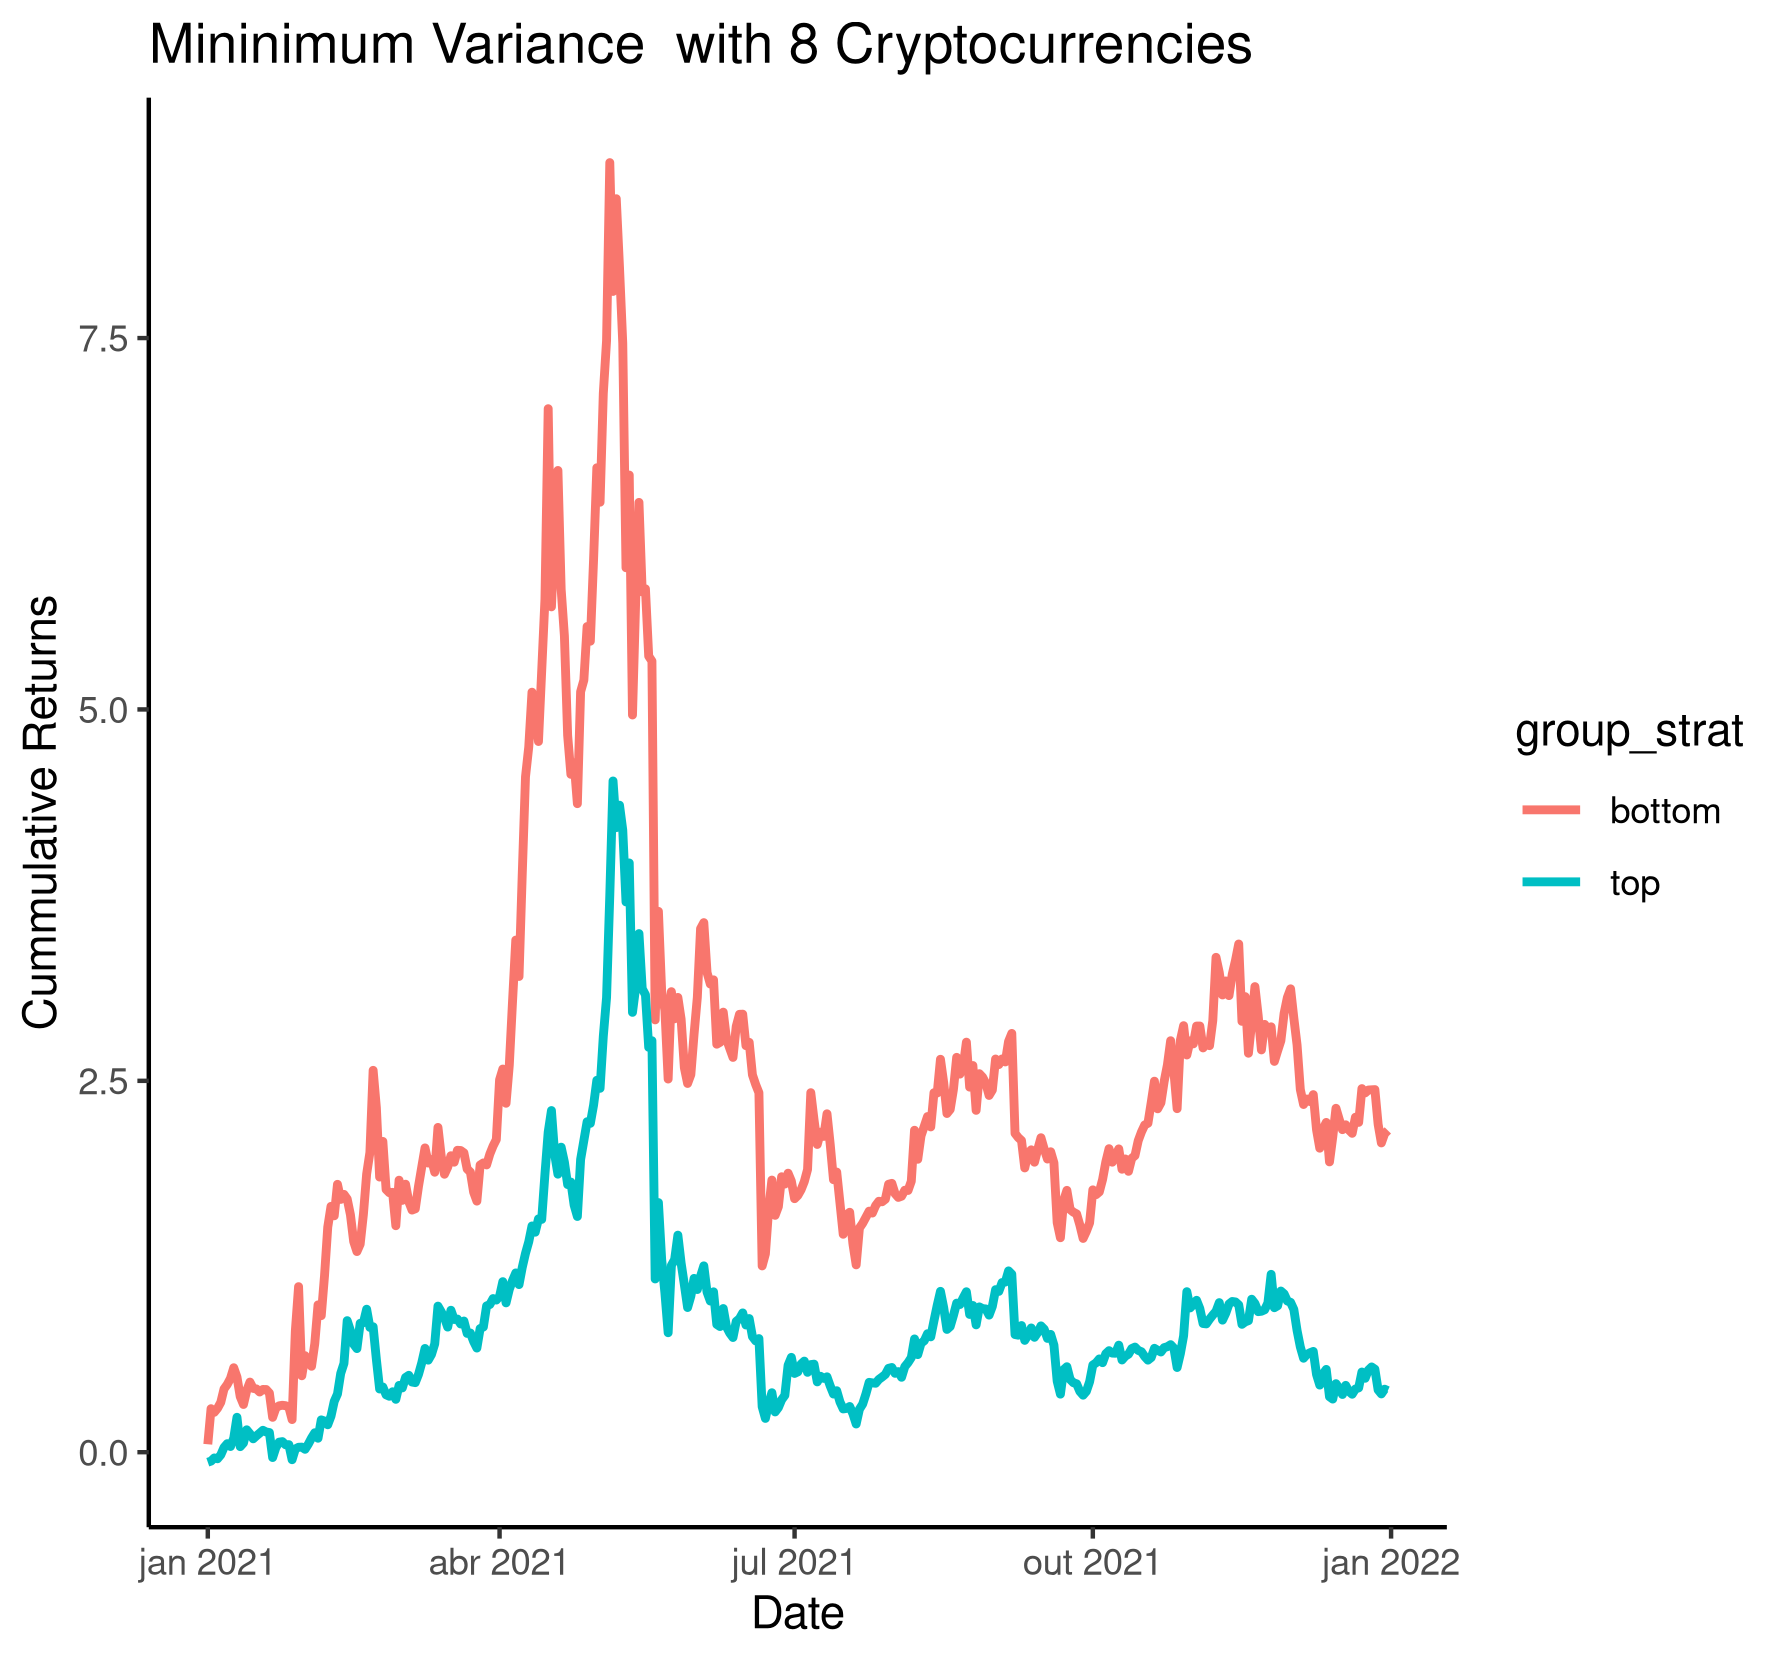 Mininimum Variance  with 8 Cryptocurrencies
Cummulative Returns
7.5
5.0
2.5
0.0
jan 2021
abr 2021
jul 2021
out 2021
jan 2022
Date
group_strat
bottom
top